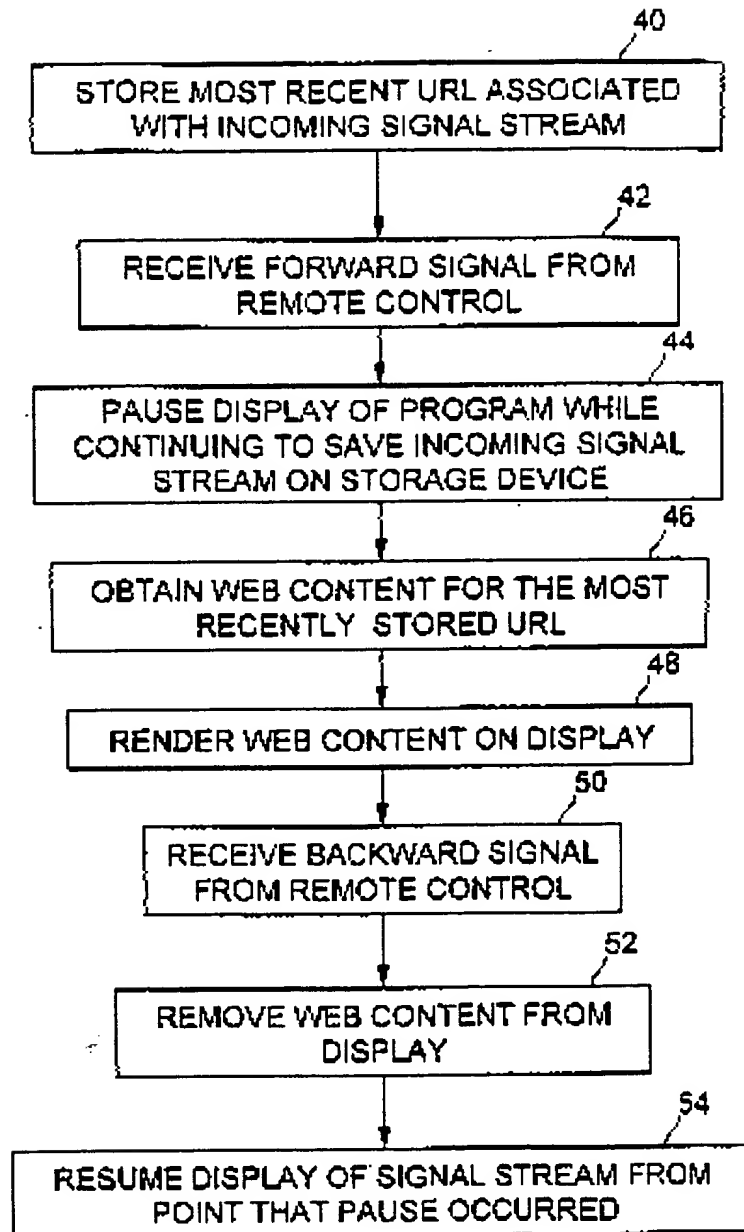 40
STORE MOST RECENT URL ASSOCIATED
WITH INCOMING SIGNAL STREAM
42
RECEIVE FORWARD SIGNAL FROM
REMOTE CONTROL
44
PAUSE DISPLAY OF PROGRAM WHILE
CONTINUING TO SAVE INCOMING SIGNAL
STREAM ON STORAGE DEVICE
46
OBTAIN WEB CONTENT FOR THE MOST
RECENTLY STORED URL
48
RENDER WEB CONTENT ON DISPLAY
50
RECEIVE BACKWARD SIGNAL
FROM REMOTE CONTROL
52
REMOVE WEB CONTENT FROM
DISPLAY
54
RESUME DISPLAY OF SIGNAL STREAM FROM
POINT THAT PAUSE OCCURRED